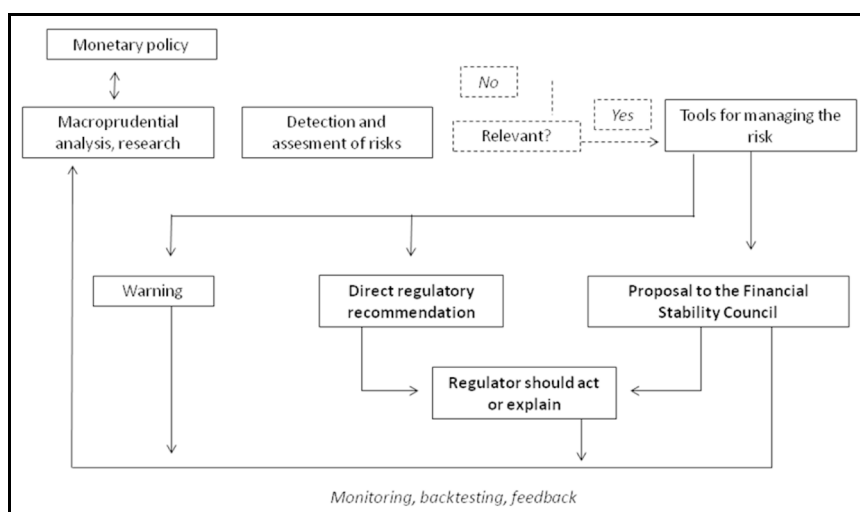 Monetary policy
Macroprudential
analysis, research
Detection and
assesment of risks
No
Relevant?
Yes
Tools for managing the
risk
Warning
Direct regulatory
recommendation
Proposal to the Financial
Stability Council
Regulator should act
or explain
Monitoring, backtesting, feedback